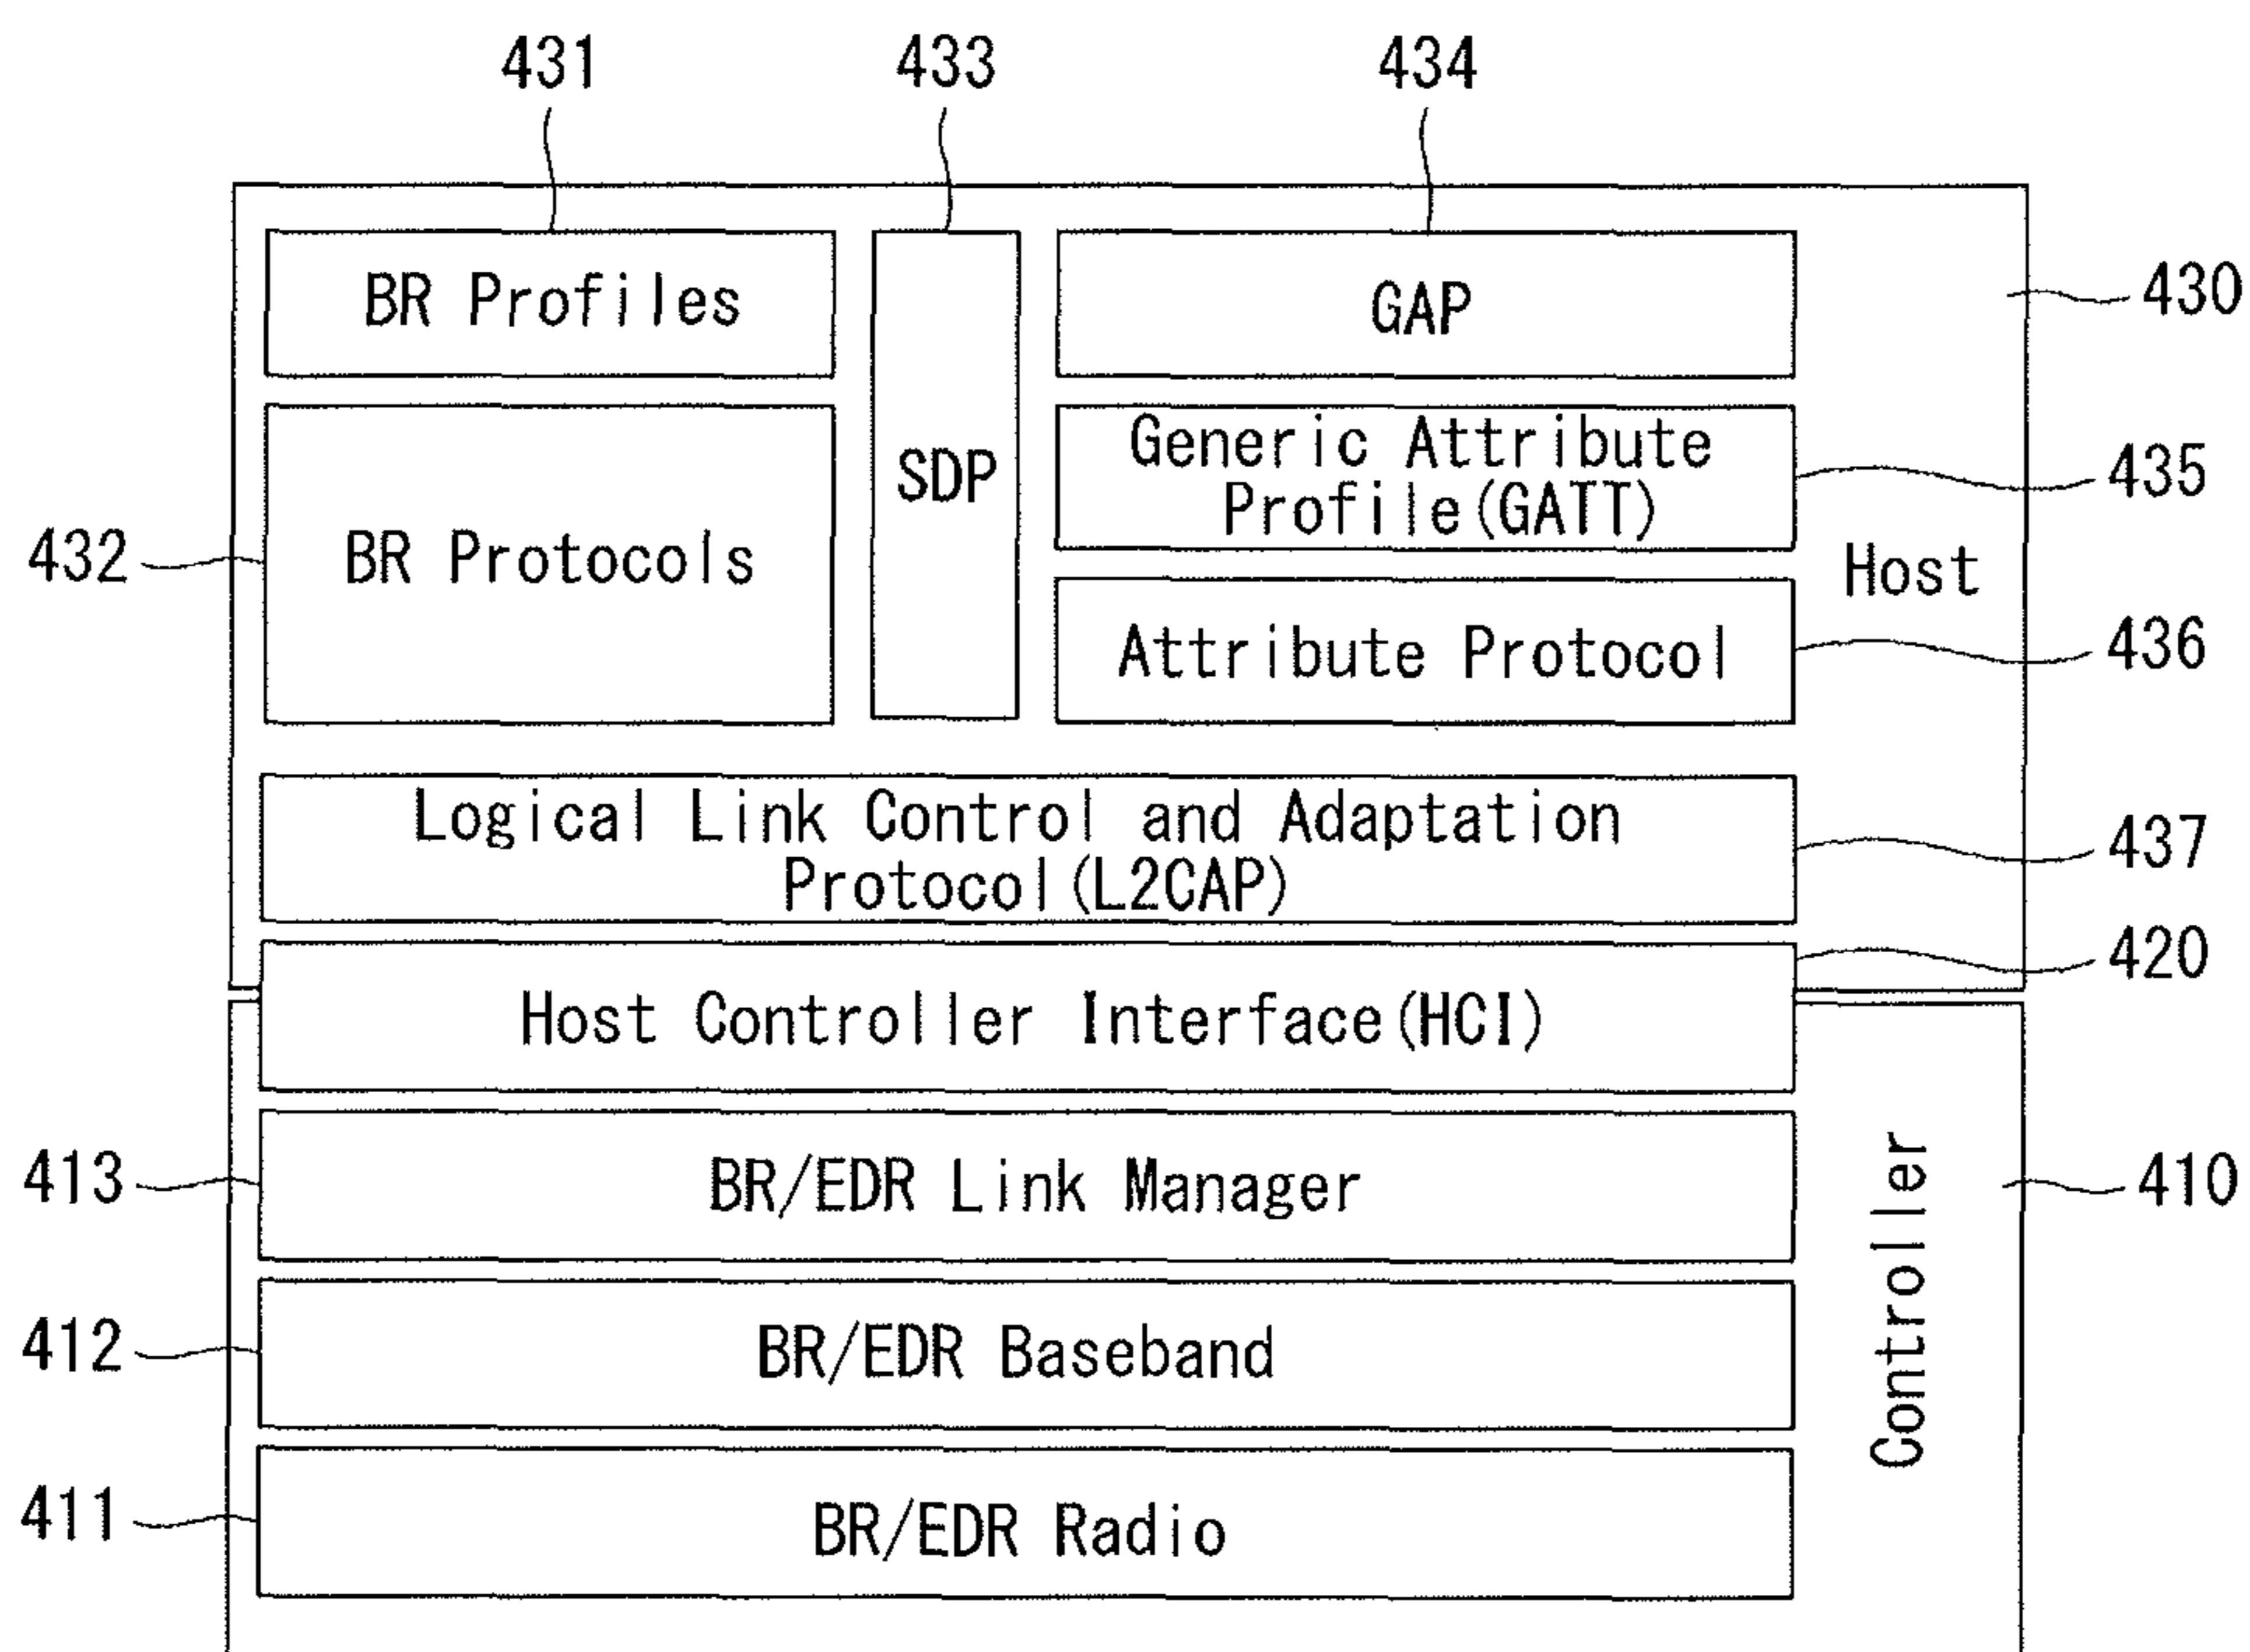 431
433
434
BR Profiles
GAP
430
SDP
Generic Attribute
Profile(GATT)
435
432
BR Protocols
Host
Attribute Protocol
436
Logical Link Control and Adaptation
Protocol(L2CAP)
437
420
Host Controller Interface(HCI)
413
BR/EDR Link Manager
410
Controller
412
BR/EDR Baseband
411
BR/EDR Radio